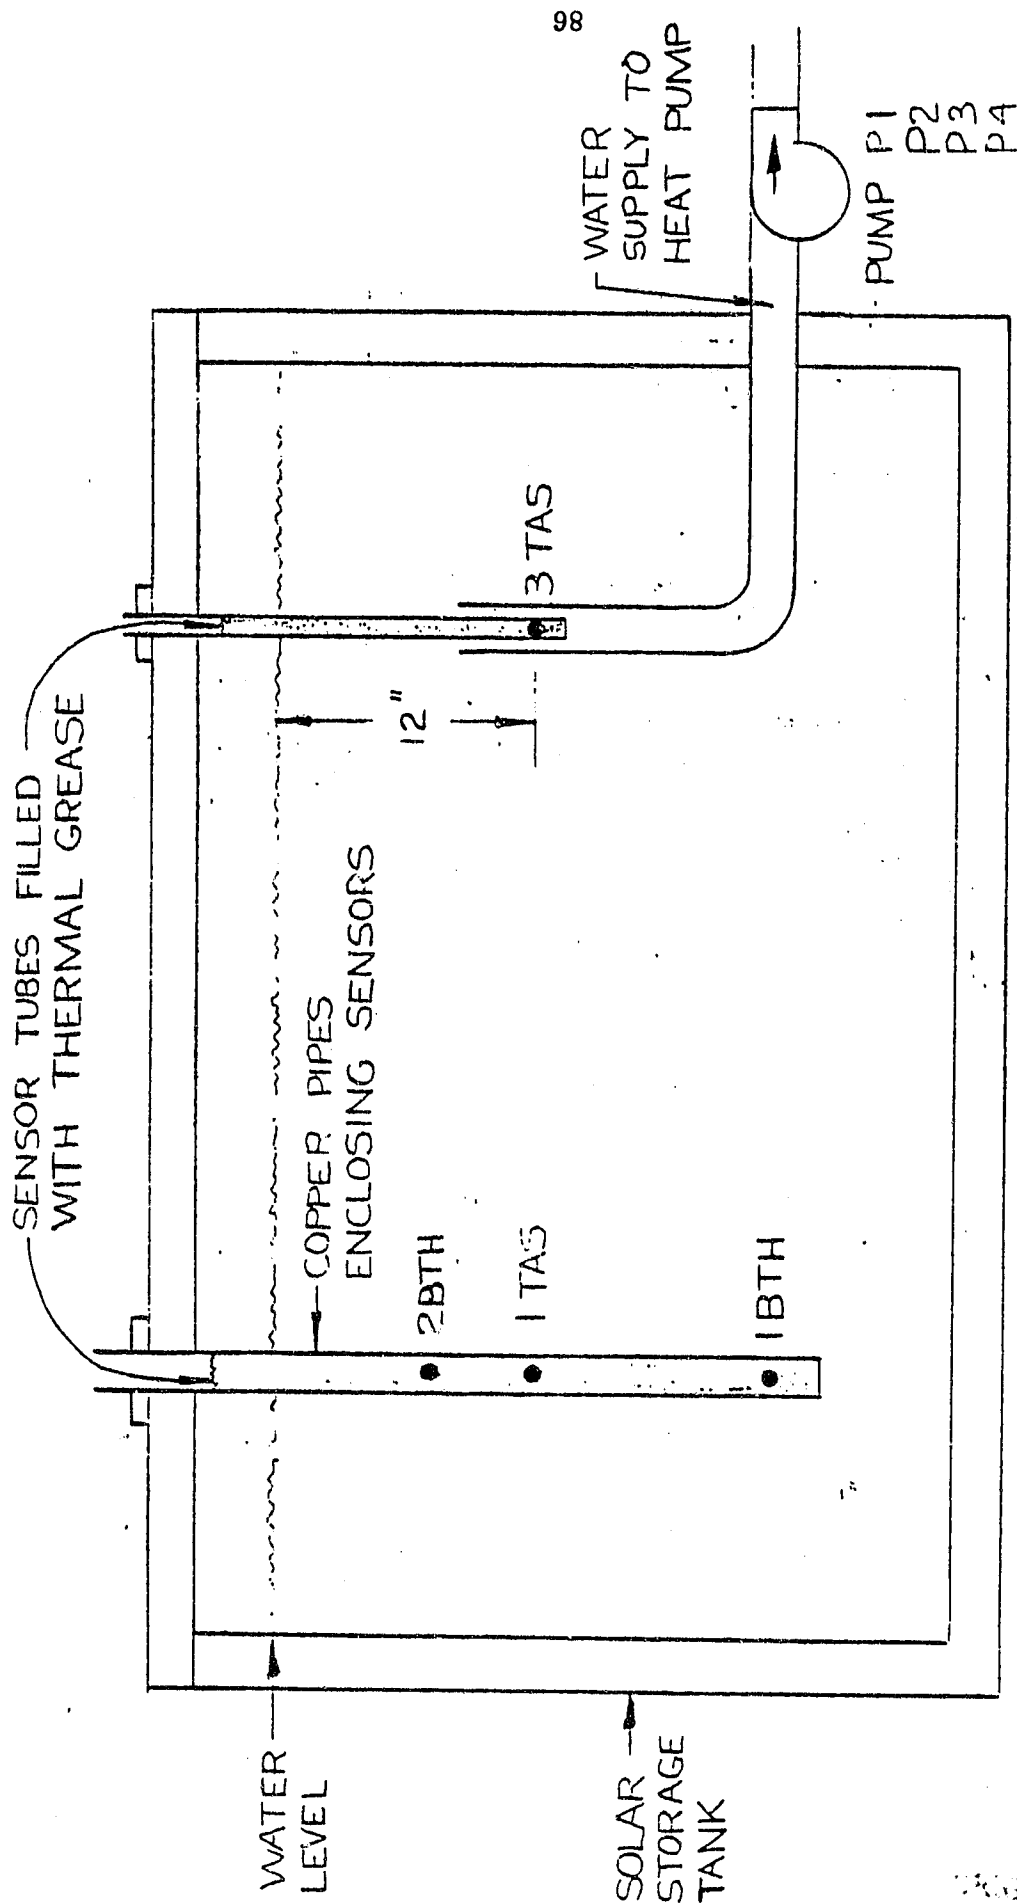 98
SENSOR TUBES FILLED
WITH THERMAL GREASE
WATER
LEVEL
COPPER PIPES
ENCLOSING SENSORS
2BTH
1 TAS
1BTH
12"
3 TAS
WATER
SUPPLY TO
HEAT PUMP
PUMP P1
P2
P3
P4
SOLAR
STORAGE
TANK